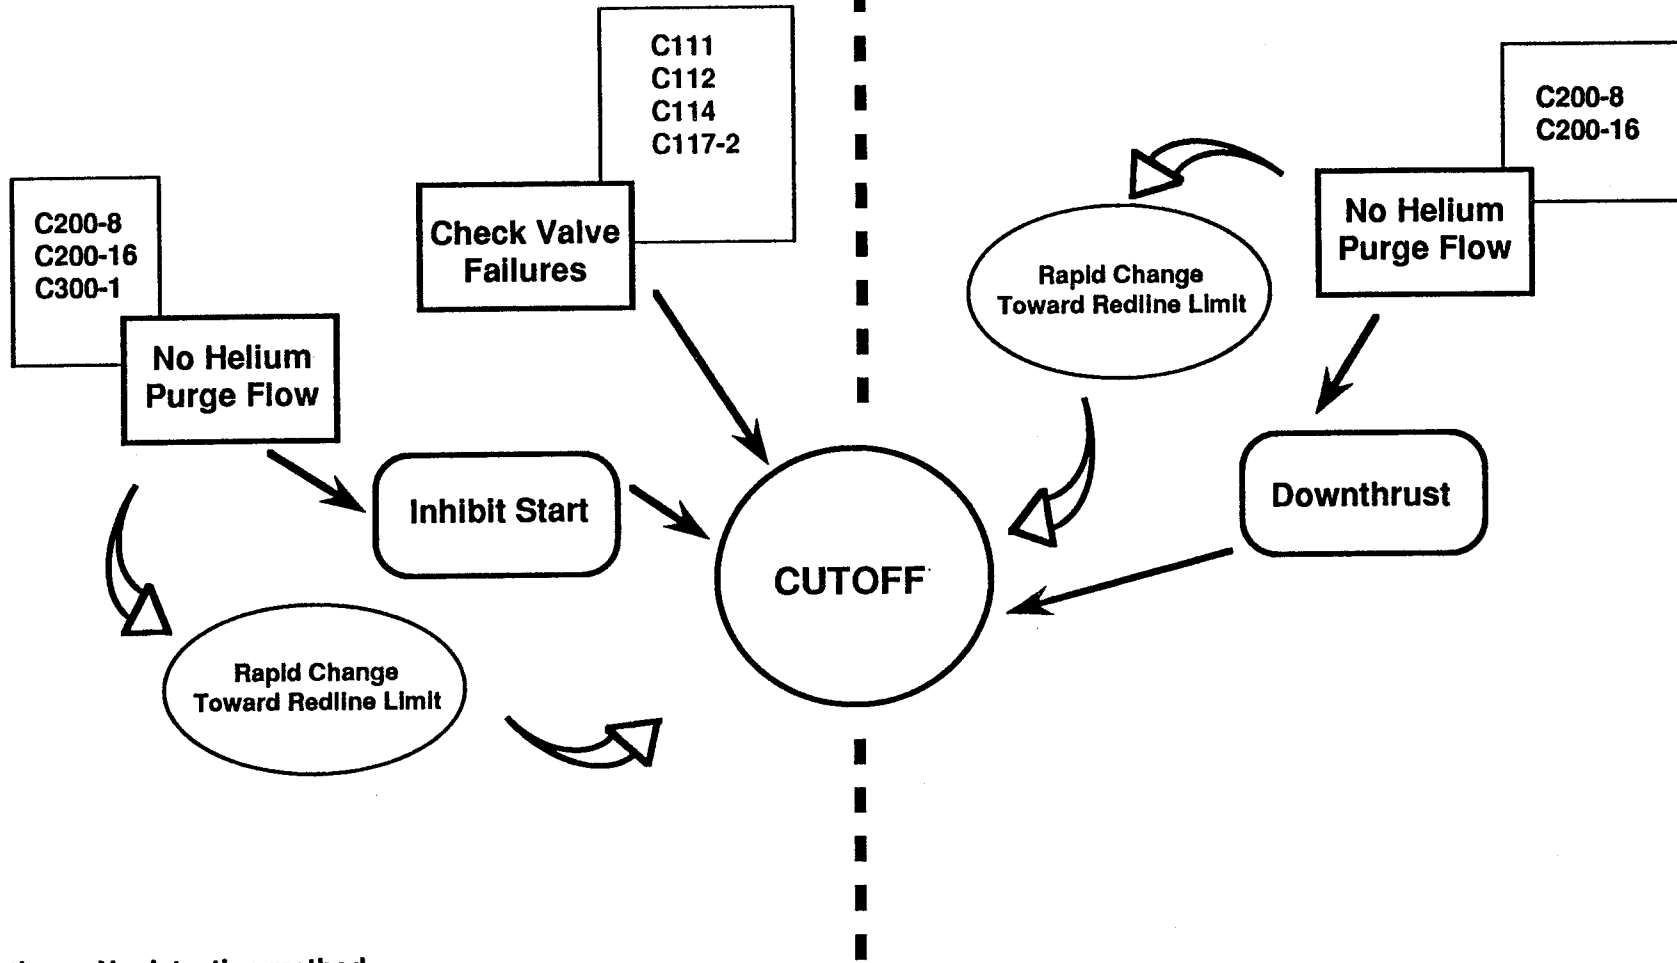 C111
C112
C114
C117-2
Check Valve
Failures
C200-8
C200-16
C300-1
No Helium
Purge Flow
Inhibit Start
Rapid Change
Toward Redline Limit
CUTOFF
C200-8
C200-16
No Helium
Purge Flow
Rapid Change
Toward Redline Limit
Downthrust